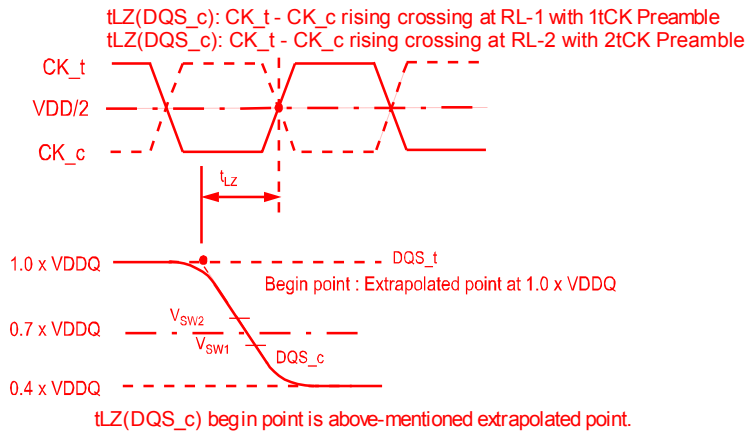 tLZ(DQS_c): CK_t - CK_c rising crossing at RL-1 with 1tCK Preamble
tLZ(DQS_c): CK_t - CK_c rising crossing at RL-2 with 2tCK Preamble
CK_t
VDD/2
CK_c
tLZ
1.0 x VDDQ
DQS_t
Begin point : Extrapolated point at 1.0 x VDDQ
VSW2
0.7 x VDDQ
VSW1
DQS_c
0.4 x VDDQ
tLZ(DQS_c) begin point is above-mentioned extrapolated point.